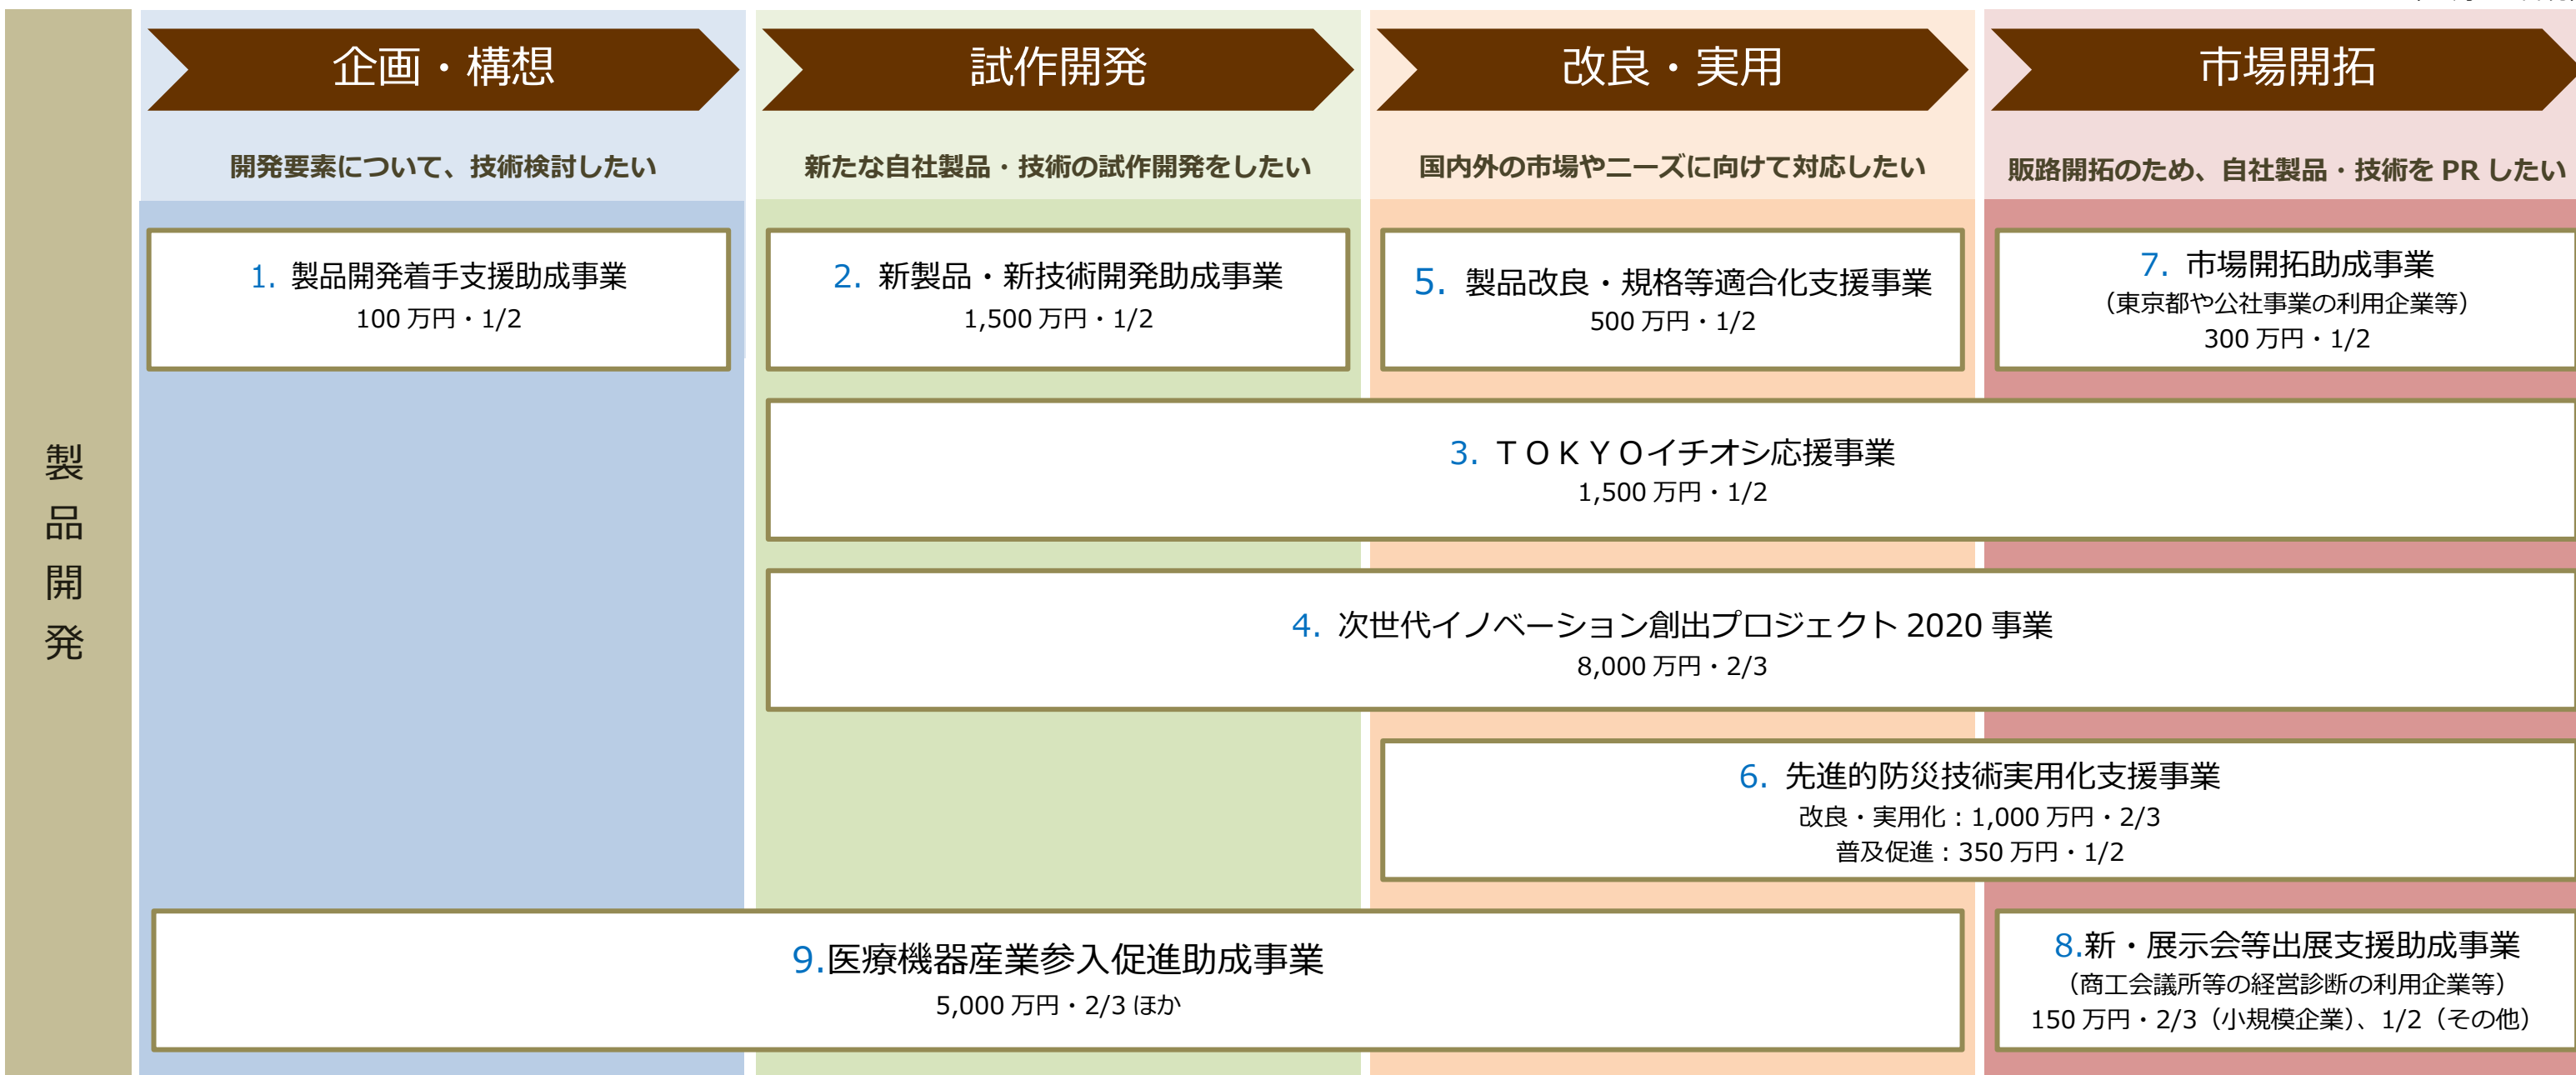 企画・構想
試作開発
改良・実用
市場開拓
開発要素について、技術検討したい
新たな自社製品・技術の試作開発をしたい
国内外の市場やニーズに向けて対応したい
販路開拓のため、自社製品・技術を PR したい
製品開発
1. 製品開発着手支援助成事業
100 万円・1/2
2. 新製品・新技術開発助成事業
1,500 万円・1/2
5. 製品改良・規格等適合化支援事業
500 万円・1/2
7. 市場開拓助成事業
（東京都や公社事業の利用企業等）
300 万円・1/2
3. ＴＯＫＹＯイチオシ応援事業
1,500 万円・1/2
4. 次世代イノベーション創出プロジェクト 2020 事業
8,000 万円・2/3
6. 先進的防災技術実用化支援事業
改良・実用化：1,000 万円・2/3
普及促進：350 万円・1/2
9.医療機器産業参入促進助成事業
5,000 万円・2/3 ほか
8.新・展示会等出展支援助成事業
（商工会議所等の経営診断の利用企業等）
150 万円・2/3（小規模企業）、1/2（その他）